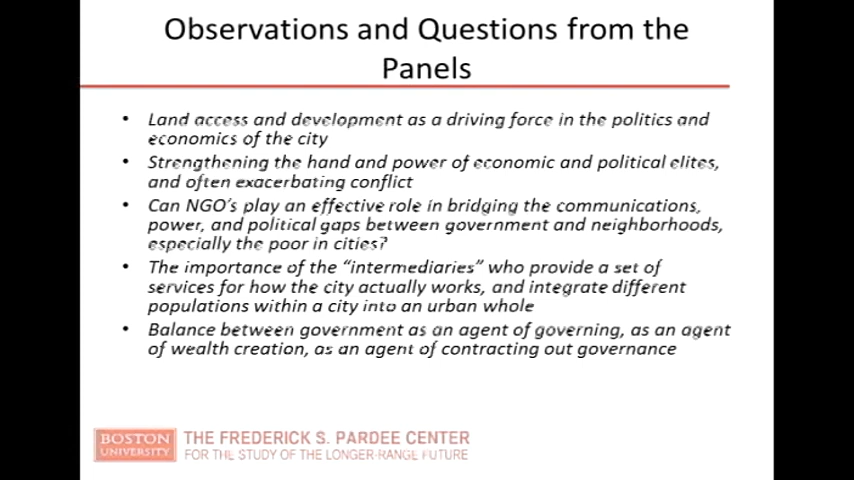 Observations and Questions from the
Panels
• Land access and development as a driving force in the politics and
economics of the city
• Strengthening the hand and power of economic and political elites,
and often exacerbating conflict
• Can NGO's play an effective role in bridging the communications,
power, and political gaps between government and neighborhoods,
especially the poor in cities?
• The importance of the "intermediaries" who provide a set of
services for how the city actually works, and integrate different
populations within a city into an urban whole
• Balance between government as an agent of governing, as an agent
of wealth creation, as an agent of contracting out governance
BOSTON
UNIVERSITY
THE FREDERICK S. PARDEE CENTER
FOR THE STUDY OF THE LONGER-RANGE FUTURE